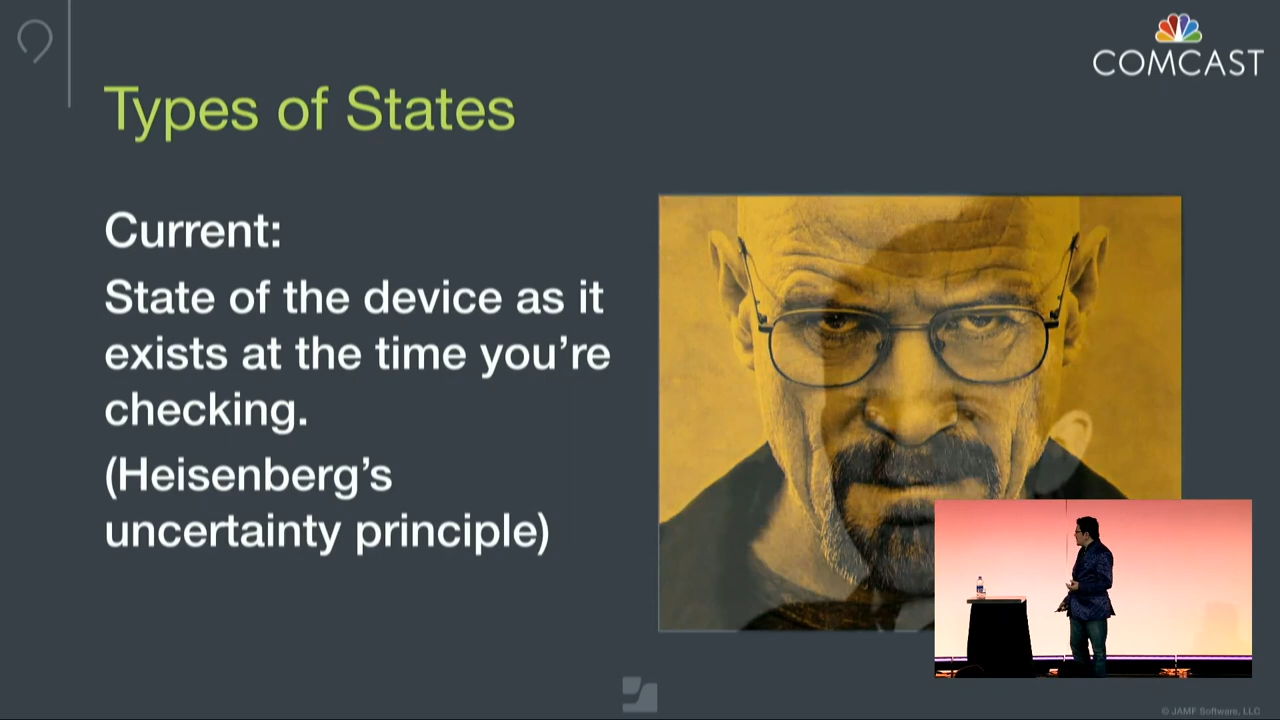 COMCAST
Types of States
Current:
State of the device as it
exists at the time you're
checking.
(Heisenberg's
uncertainty principle)
© JAMF Software, LLC